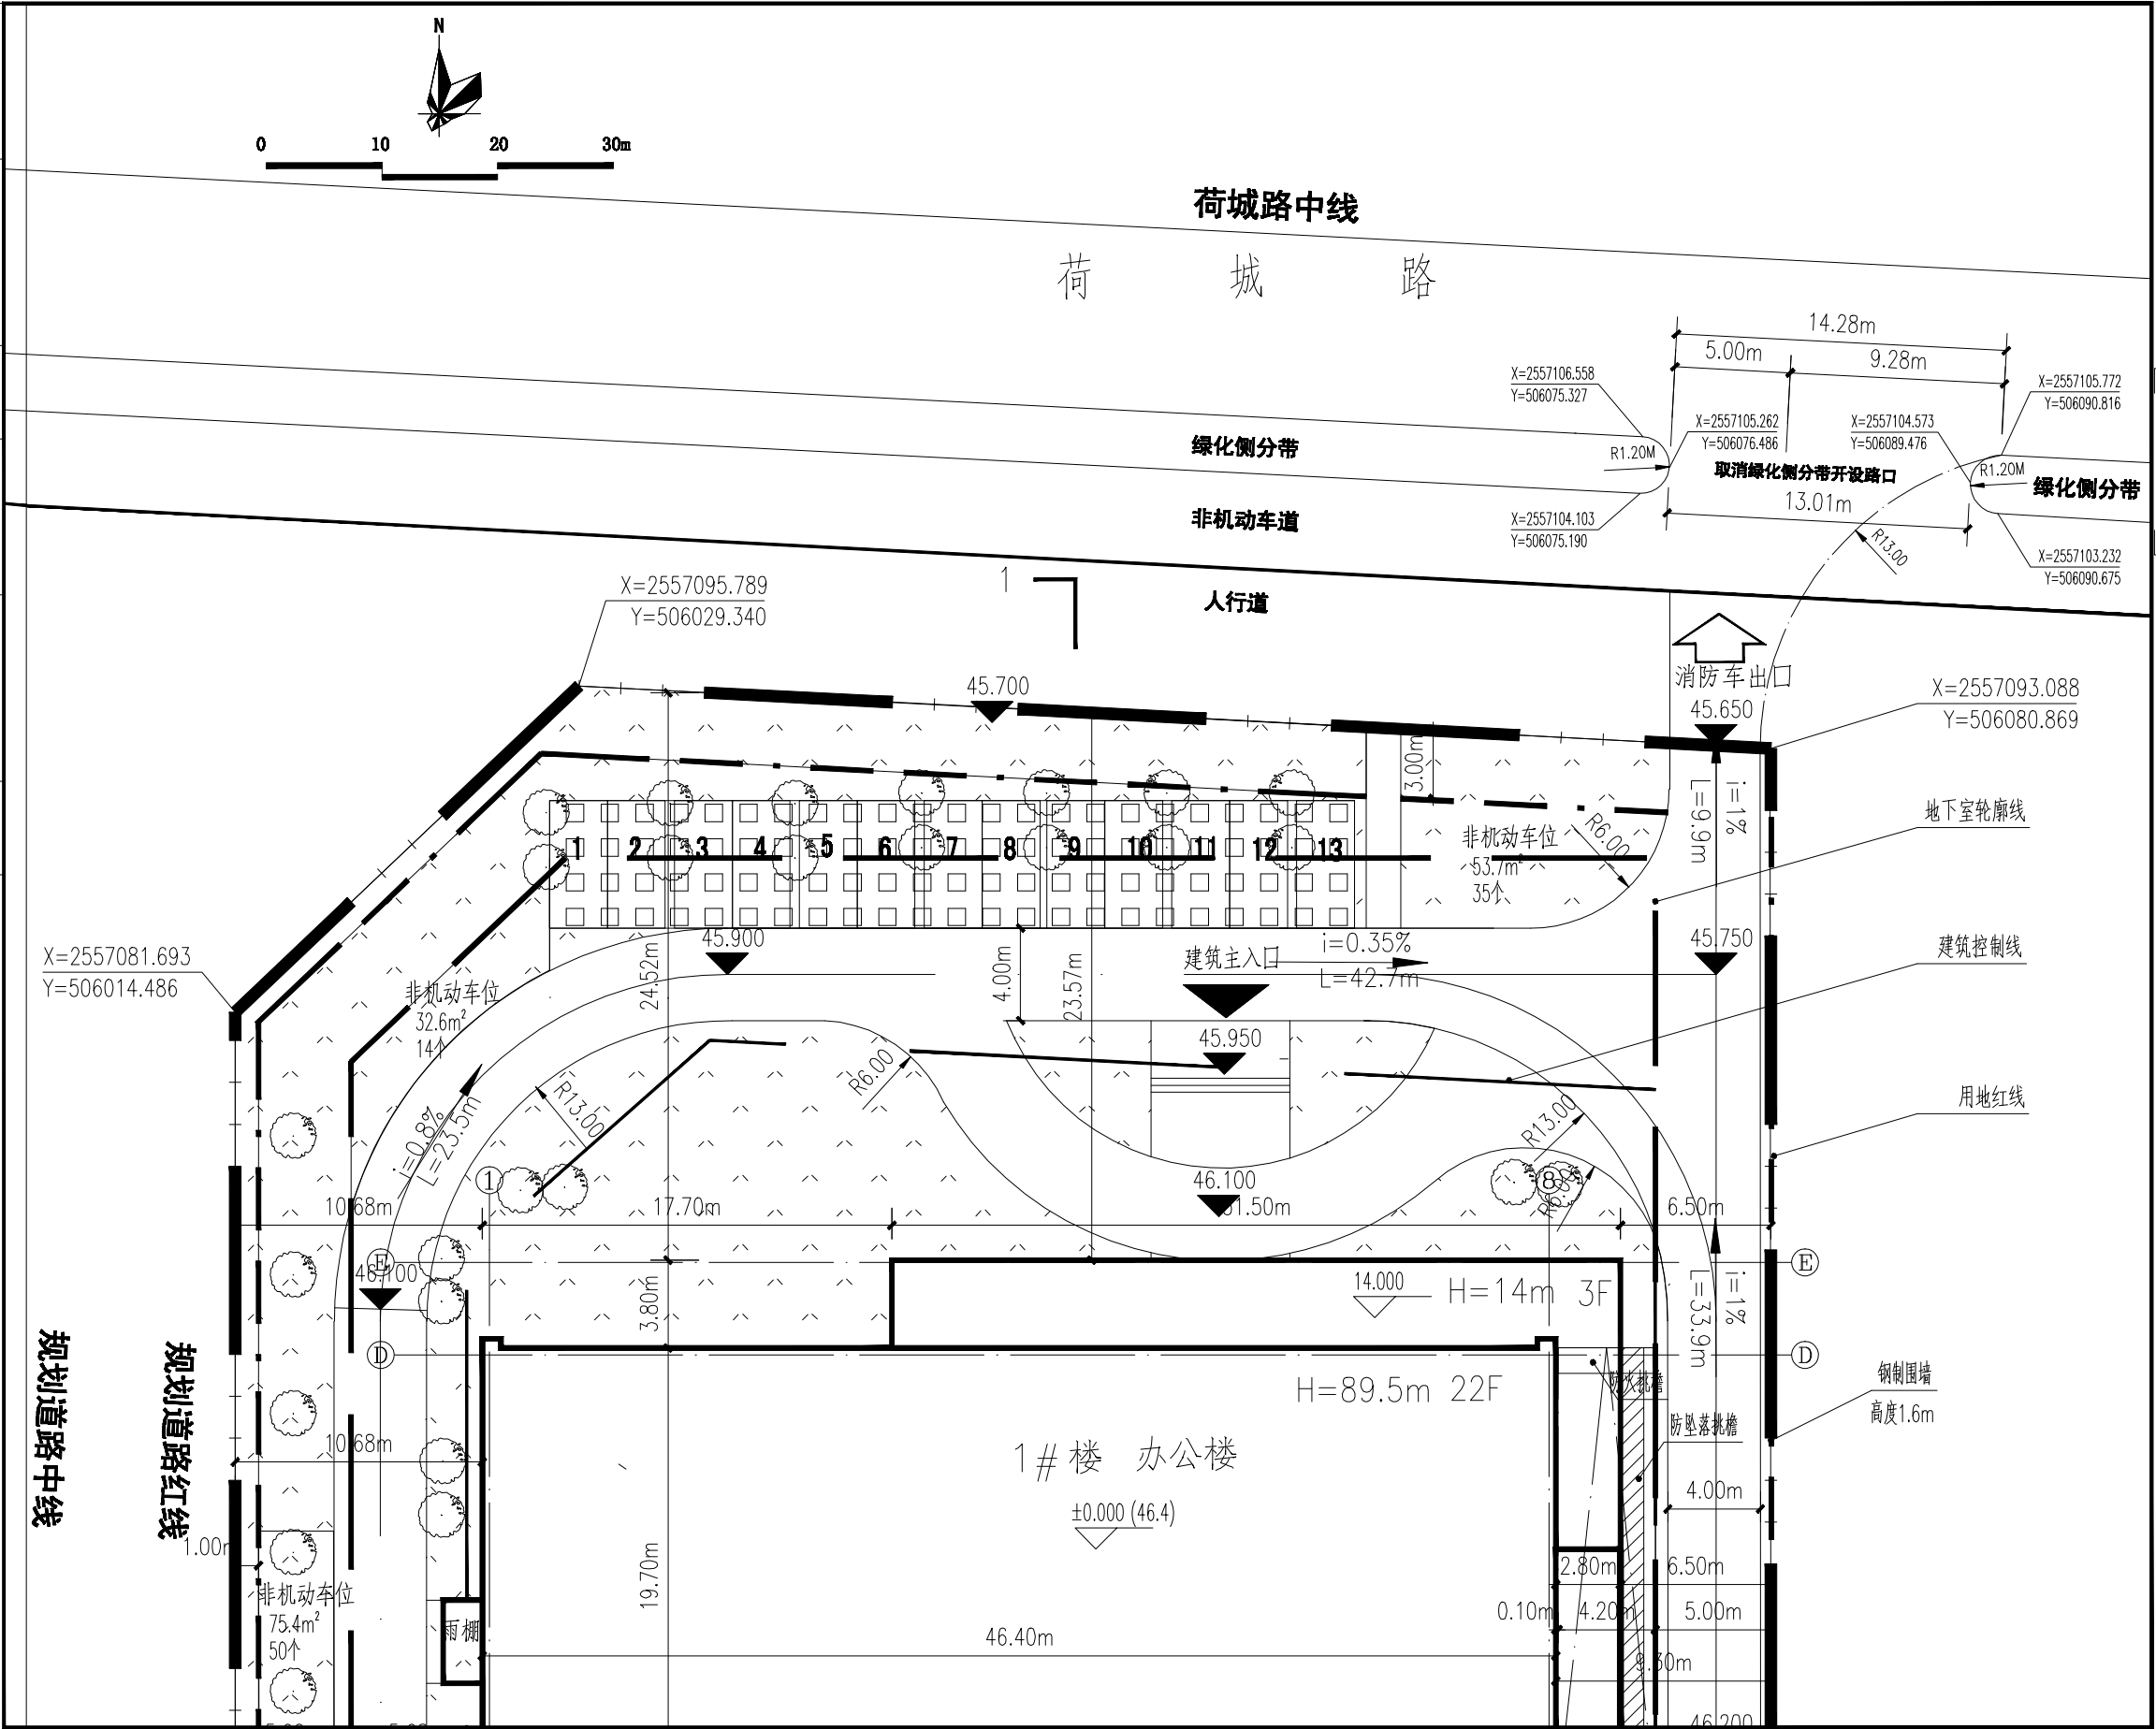 N
0 10 20 30m
荷城路中线
荷 城 路
14.28m
5.00m 9.28m
X=2557106.558
Y=506075.327
X=2557105.772
Y=506090.816
X=2557105.262
Y=506076.486
X=2557104.573
Y=506089.476
绿化侧分带
R1.20M
取消绿化侧分带开设路口
R1.20M
绿化侧分带
13.01m
非机动车道
X=2557104.103
Y=506075.190
R13.00
X=2557103.232
Y=506090.675
X=2557095.789
Y=506029.340
1
人行道
消防车出口
45.650
45.700
X=2557093.088
Y=506080.869
3.00m
i=1%
L=9.9m
地下室轮廓线
1 2 3 4 5 6 7 8 9 10 11 12 13
非机动车位
53.7m²
35个
R6.00
45.900
建筑主入口
i=0.35%
L=42.7m
45.750
建筑控制线
X=2557081.693
Y=506014.486
24.52m
4.00m
23.57m
非机动车位
32.6m²
14个
45.950
R13.00
R6.00
R13.00
用地红线
i=0.8%
L=23.5m
1
8
R6.00
46.100
10.68m
17.70m
31.50m
6.50m
E
46.100
E
3.80m
14.000
H=14m 3F
i=1%
L=33.9m
D
D
规划道路中线
规划道路红线
H=89.5m 22F
防火挑檐
钢制围墙
高度1.6m
防坠落挑檐
10.68m
1#楼 办公楼
±0.000 (46.4)
4.00m
1.00m
2.80m
6.50m
非机动车位
75.4m²
50个
19.70m
0.10m
4.20m
5.00m
雨棚
46.40m
9.30m
46.200